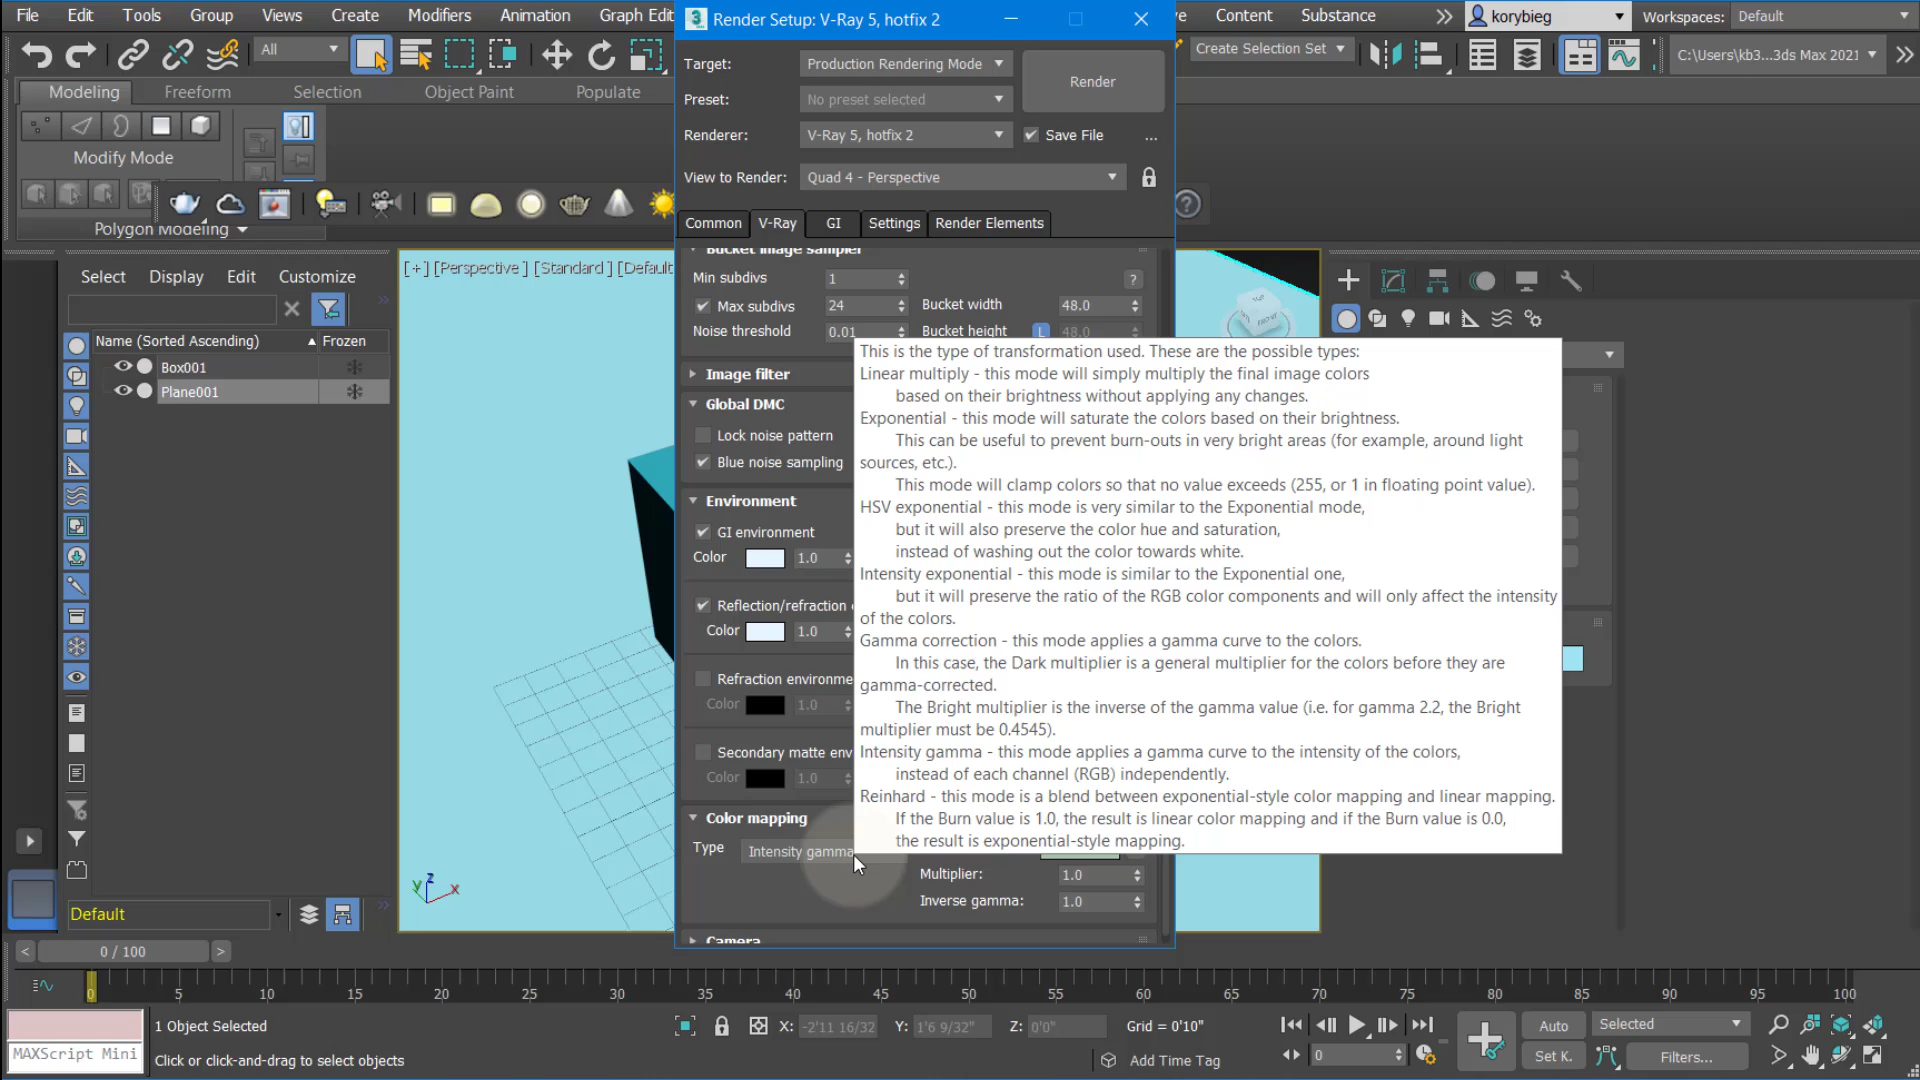 File Edit Tools Group Views Create Modifiers Animation Graph Edit
Render Setup: V-Ray 5, hotfix 2
Content Substance
korybieg
Workspaces: Default
All
Create Selection Set
C:\Users\kb3...3ds Max 2021
Modeling Freeform Selection Object Paint Populate
Modify Mode
Polygon Modeling
Target: Production Rendering Mode
Render
Preset: No preset selected
Renderer: V-Ray 5, hotfix 2
Save File ...
View to Render: Quad 4 - Perspective
Common V-Ray GI Settings Render Elements
Select Display Edit Customize
Name (Sorted Ascending) Frozen
Box001
Plane001
[+] [Perspective] [Standard] [Default
TOP
FRONT
Bucket image sampler
Min subdivs 1 ?
Max subdivs 24 Bucket width 48.0
Noise threshold 0.01 Bucket height L 48.0
Image filter
Global DMC
Lock noise pattern
Blue noise sampling
Environment
GI environment
Color 1.0
Reflection/refraction
Color 1.0
Refraction environme
Color 1.0
Secondary matte env
Color 1.0
Color mapping
Type Intensity gamma
Multiplier: 1.0
Inverse gamma: 1.0
Camera
This is the type of transformation used. These are the possible types:
Linear multiply - this mode will simply multiply the final image colors
based on their brightness without applying any changes.
Exponential - this mode will saturate the colors based on their brightness.
This can be useful to prevent burn-outs in very bright areas (for example, around light
sources, etc.).
This mode will clamp colors so that no value exceeds (255, or 1 in floating point value).
HSV exponential - this mode is very similar to the Exponential mode,
but it will also preserve the color hue and saturation,
instead of washing out the color towards white.
Intensity exponential - this mode is similar to the Exponential one,
but it will preserve the ratio of the RGB color components and will only affect the intensity
of the colors.
Gamma correction - this mode applies a gamma curve to the colors.
In this case, the Dark multiplier is a general multiplier for the colors before they are
gamma-corrected.
The Bright multiplier is the inverse of the gamma value (i.e. for gamma 2.2, the Bright
multiplier must be 0.4545).
Intensity gamma - this mode applies a gamma curve to the intensity of the colors,
instead of each channel (RGB) independently.
Reinhard - this mode is a blend between exponential-style color mapping and linear mapping.
If the Burn value is 1.0, the result is linear color mapping and if the Burn value is 0.0,
the result is exponential-style mapping.
z
y
x
Default
< 0 / 100 >
0 5 10 15 20 25 30 35 40 45 50 55 60 65 70 75 80 85 90 95 100
1 Object Selected
X: -2'11 16/32 Y: 1'6 9/32" Z: 0'0" Grid = 0'10"
Auto Selected
MAXScript Mini
Click or click-and-drag to select objects
Add Time Tag
0
Set K. Filters...